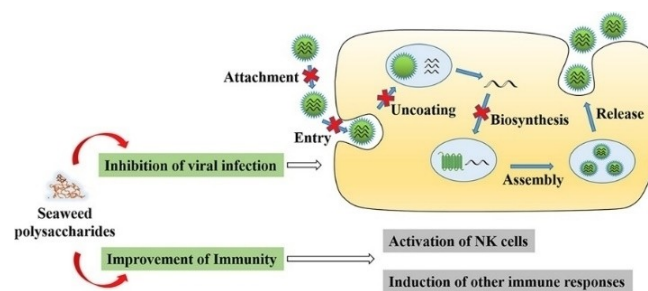 Attachment
Entry
Uncoating
Biosynthesis
Release
Assembly
Inhibition of viral infection
Seaweed
polysaccharides
Improvement of Immunity
Activation of NK cells
Induction of other immune responses